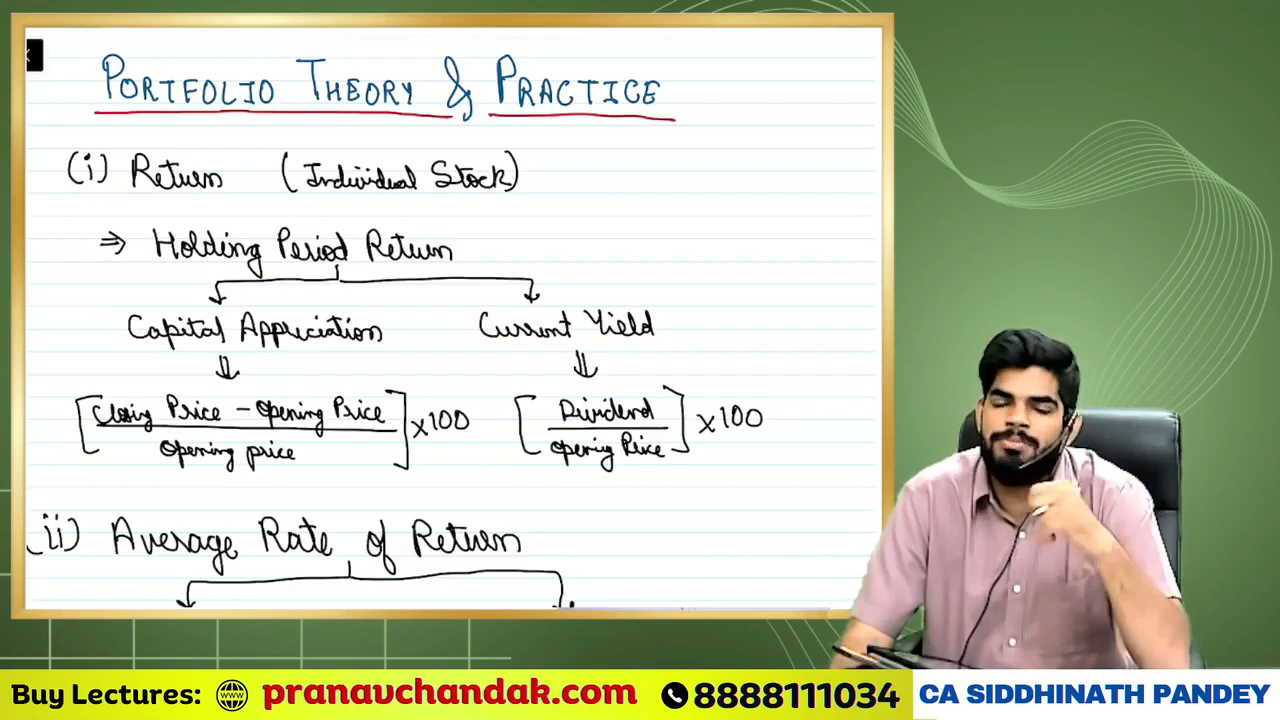 PORTFOLIO THEORY & PRACTICE
(i) Return (Individual Stock)
⇒ Holding Period Return
Capital Appreciation Current Yield
[Closing Price - Opening Price / Opening price] x 100 [Dividend / Opening Price] x 100
ii) Average Rate of Return
Buy Lectures: pranavchandak.com 8888111034 CA SIDDHINATH PANDEY